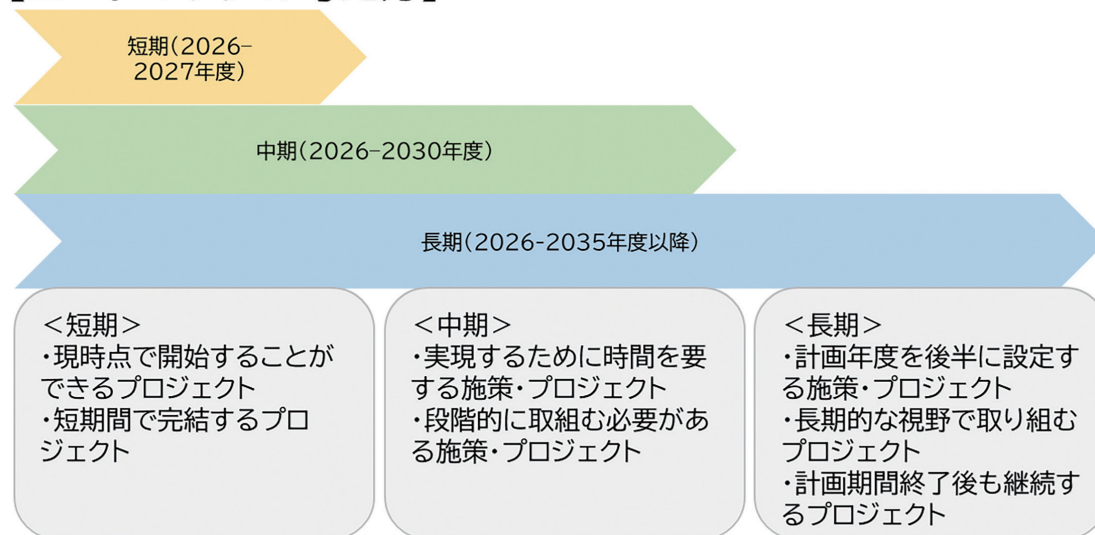 短期(2026–
2027年度)
中期(2026–2030年度)
長期(2026-2035年度以降)
<短期>
・現時点で開始することが
できるプロジェクト
・短期間で完結するプロ
ジェクト
<中期>
・実現するために時間を要
する施策・プロジェクト
・段階的に取組む必要があ
る施策・プロジェクト
<長期>
・計画年度を後半に設定す
る施策・プロジェクト
・長期的な視野で取り組む
プロジェクト
・計画期間終了後も継続す
るプロジェクト